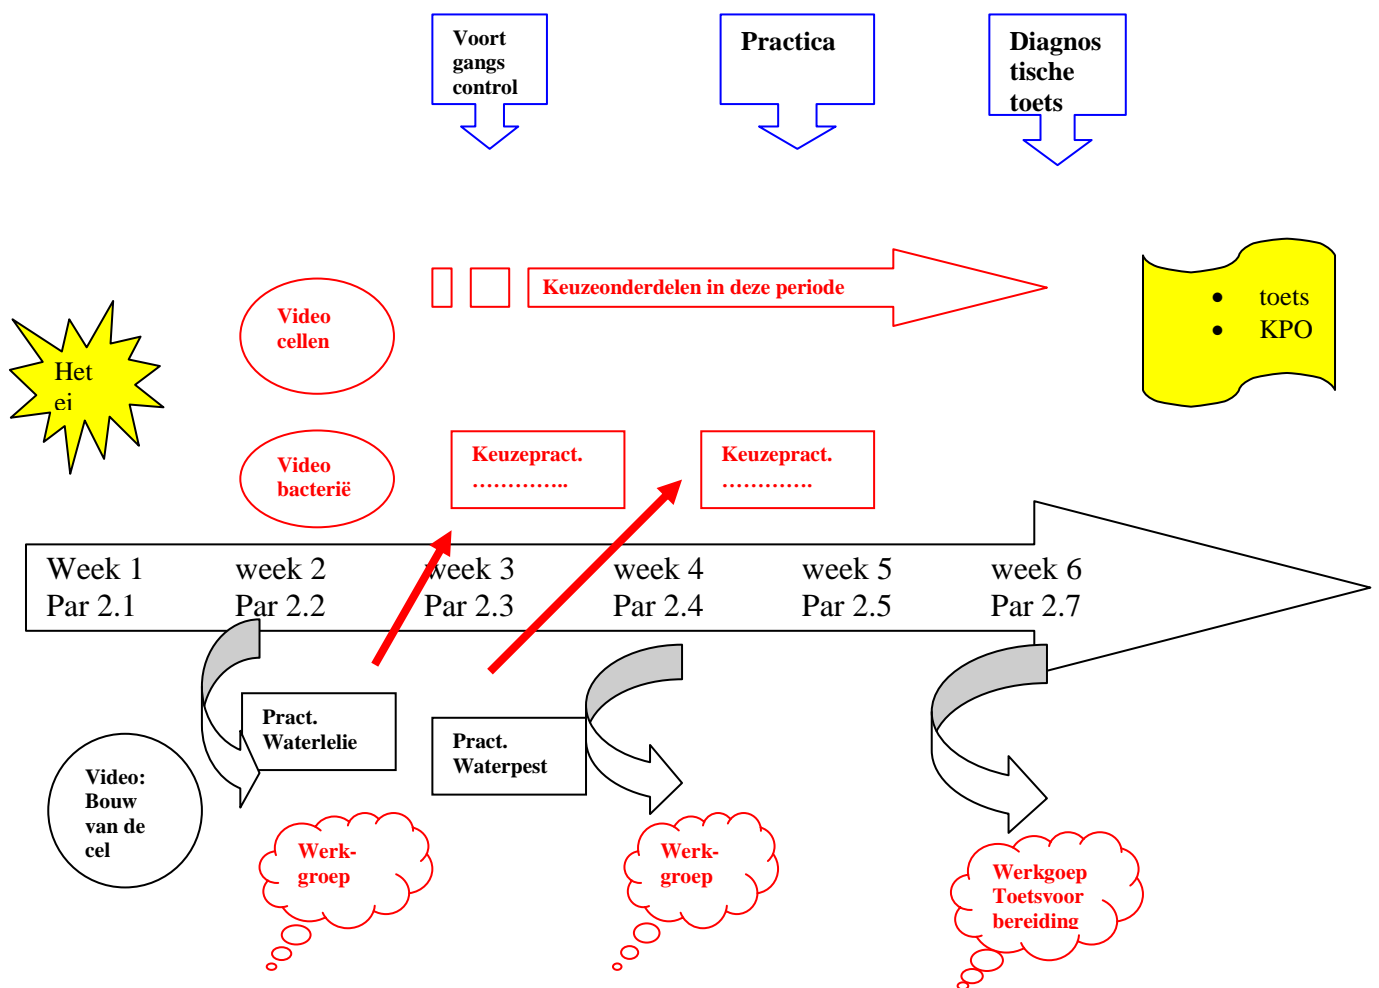 Voort
gangs
control
Practica
Diagnos
tische
toets
Keuzeonderdelen in deze periode
• toets
• KPO
Video
cellen
Het
ei
Video
bacterië
Keuzepract.
…………..
Keuzepract.
………….
Week 1 week 2 week 3 week 4 week 5 week 6
Par 2.1 Par 2.2 Par 2.3 Par 2.4 Par 2.5 Par 2.7
Pract.
Waterlelie
Pract.
Waterpest
Video:
Bouw
van de
cel
Werk-
groep
Werk-
groep
Werkgoep
Toetsvoor
bereiding